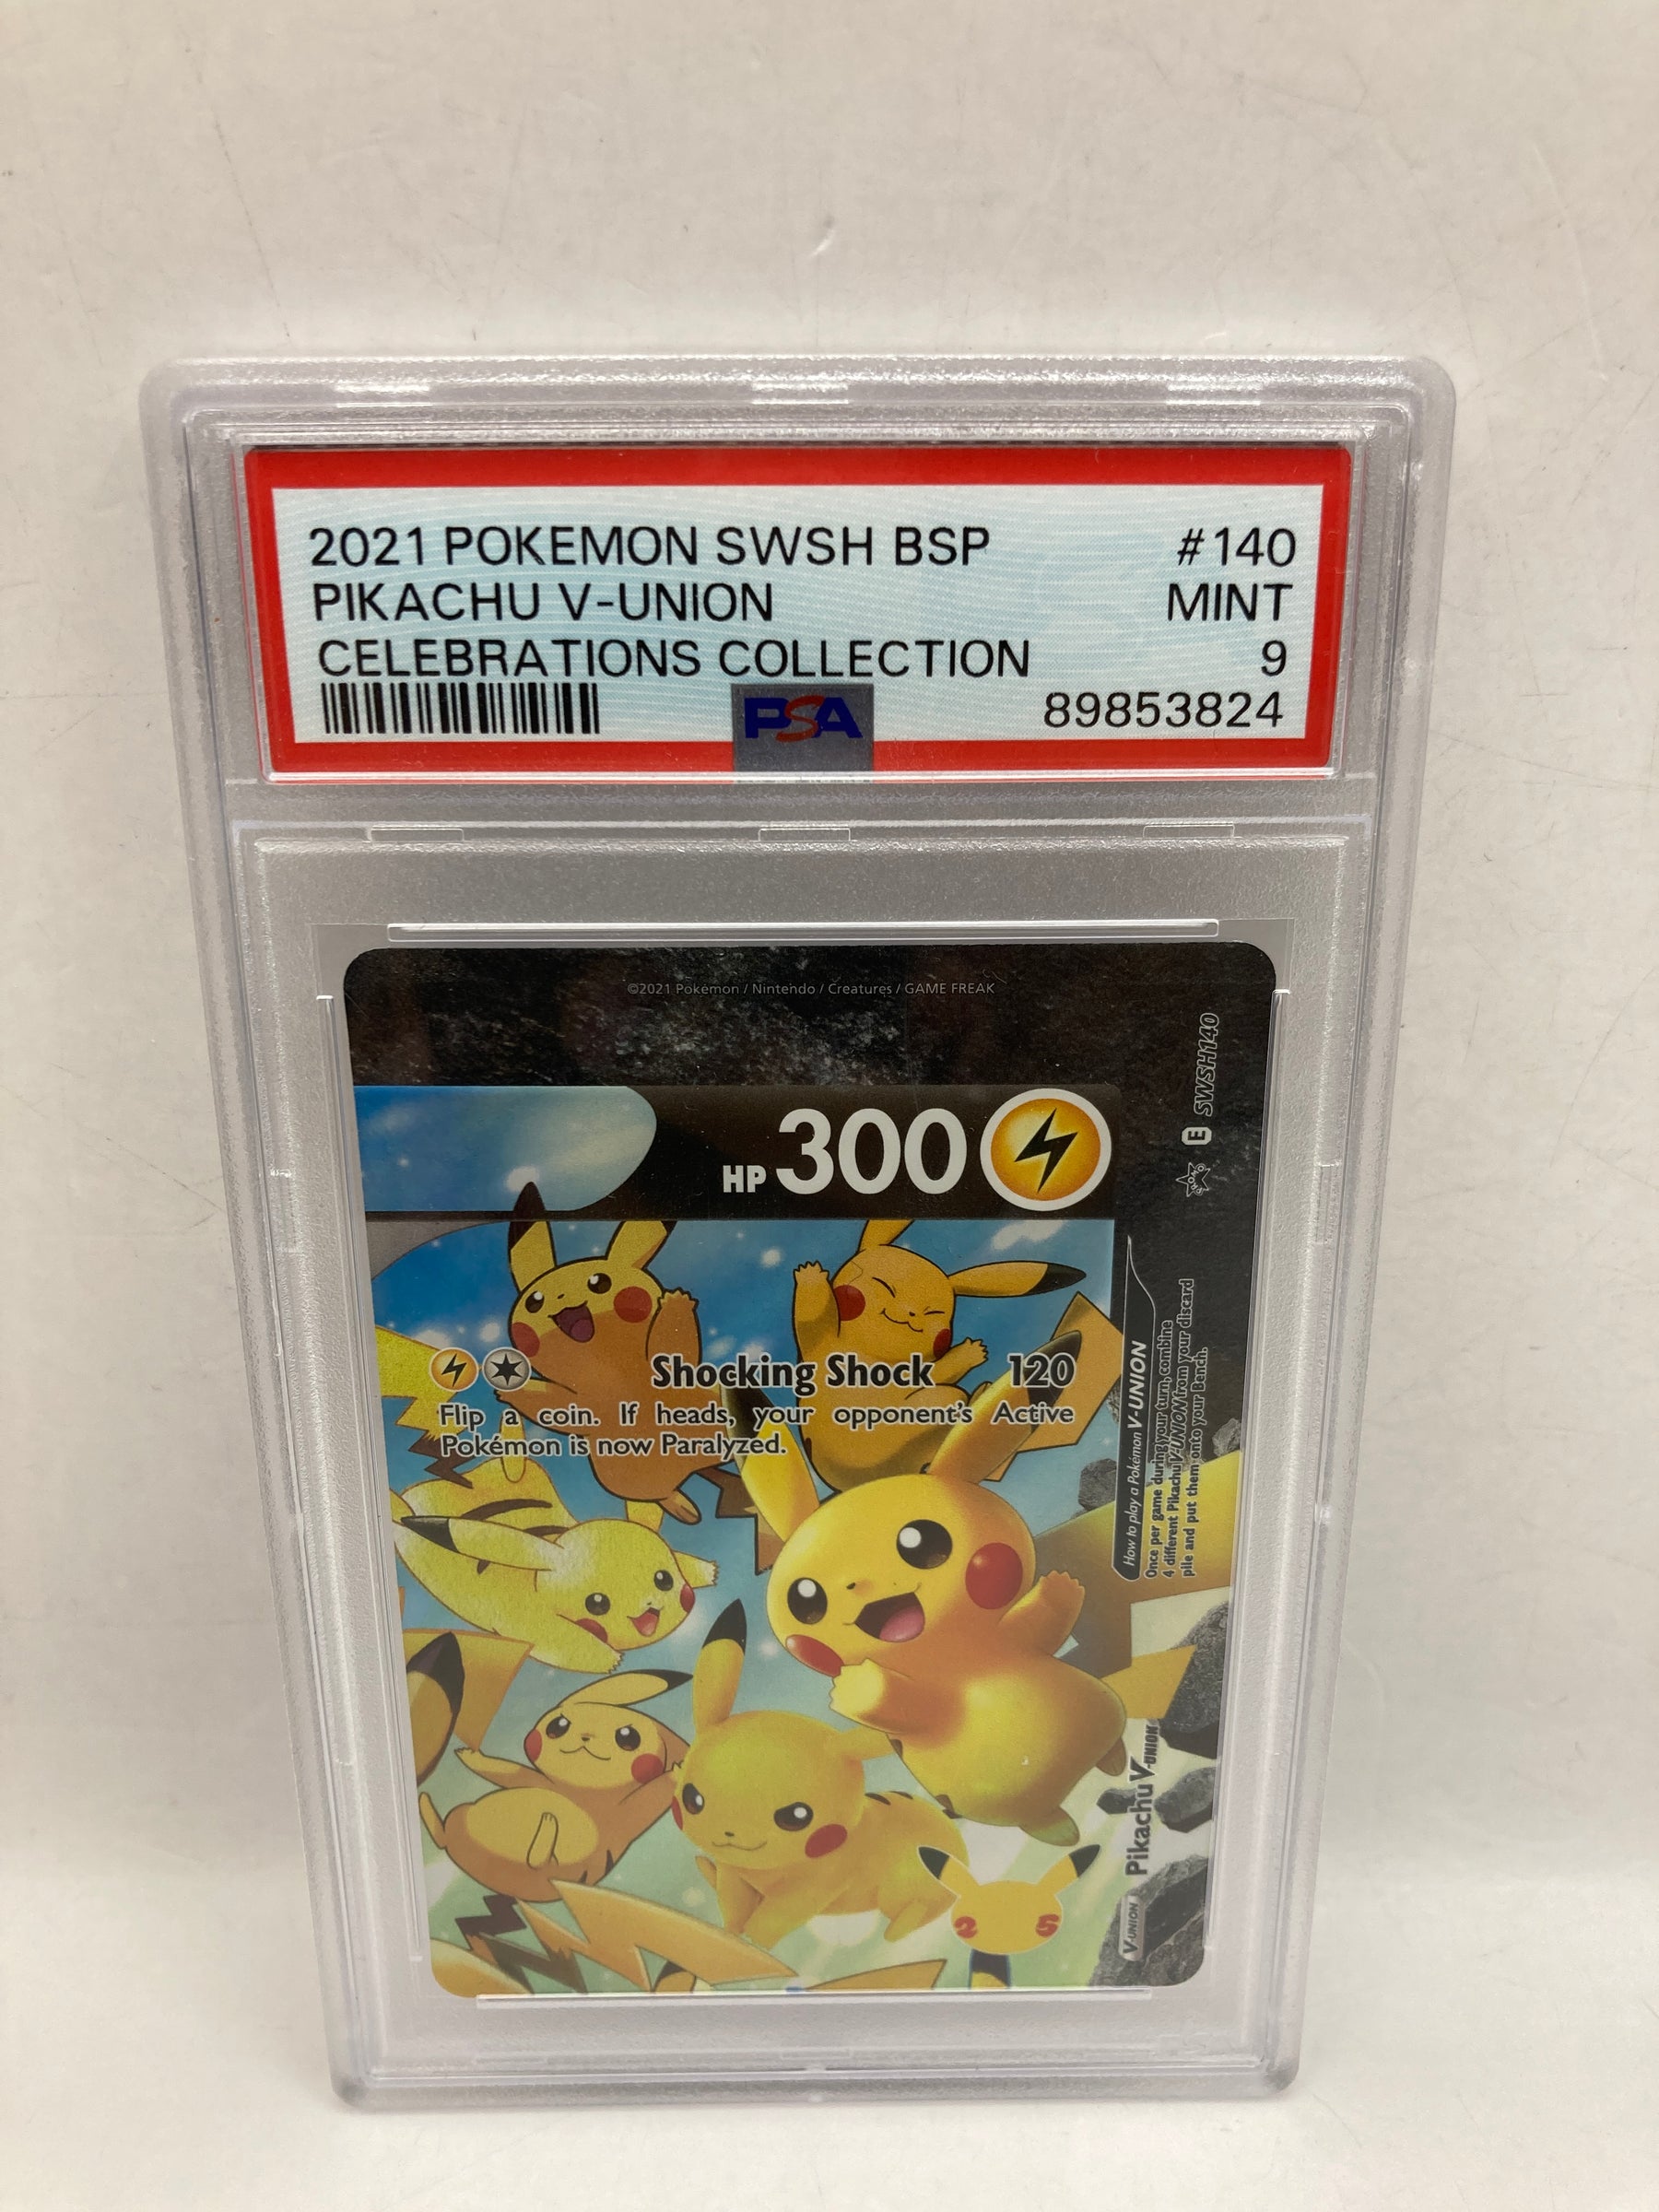 2021 POKEMON SWSH BSP #140
PIKACHU V-UNION MINT
CELEBRATIONS COLLECTION 9
PSA 89853824
©2021 Pokémon / Nintendo / Creatures / GAME FREAK
HP 300
Shocking Shock 120
Flip a coin. If heads, your opponent's Active
Pokémon is now Paralyzed.
25
V-UNION Pikachu V-UNION
How to play a Pokémon V-UNION
Once per game during your turn, combine
4 different Pikachu V-UNION from your discard
pile and put them onto your Bench.
PROMO E SWSH140